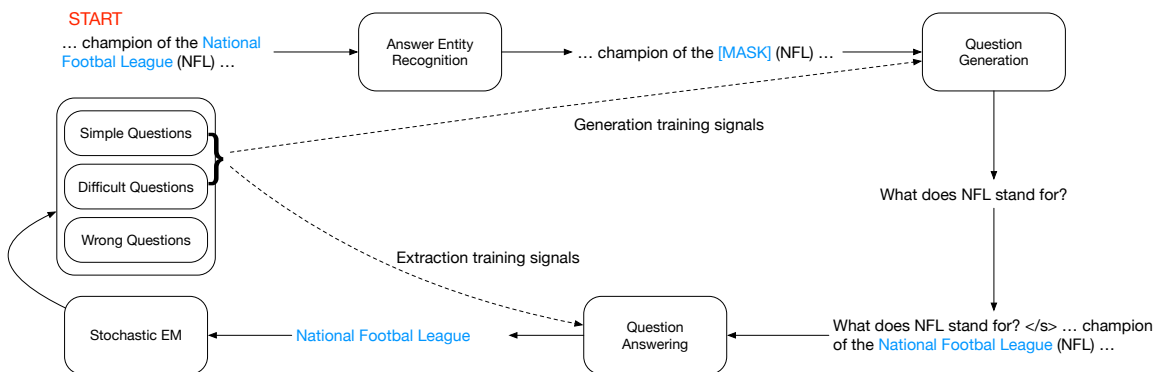 START
… champion of the National
Footbal League (NFL) …
Answer Entity
Recognition
… champion of the [MASK] (NFL) …
Question
Generation
Simple Questions
Difficult Questions
Wrong Questions
Generation training signals
What does NFL stand for?
Extraction training signals
Stochastic EM
National Footbal League
Question
Answering
What does NFL stand for? </s> … champion
of the National Footbal League (NFL) …